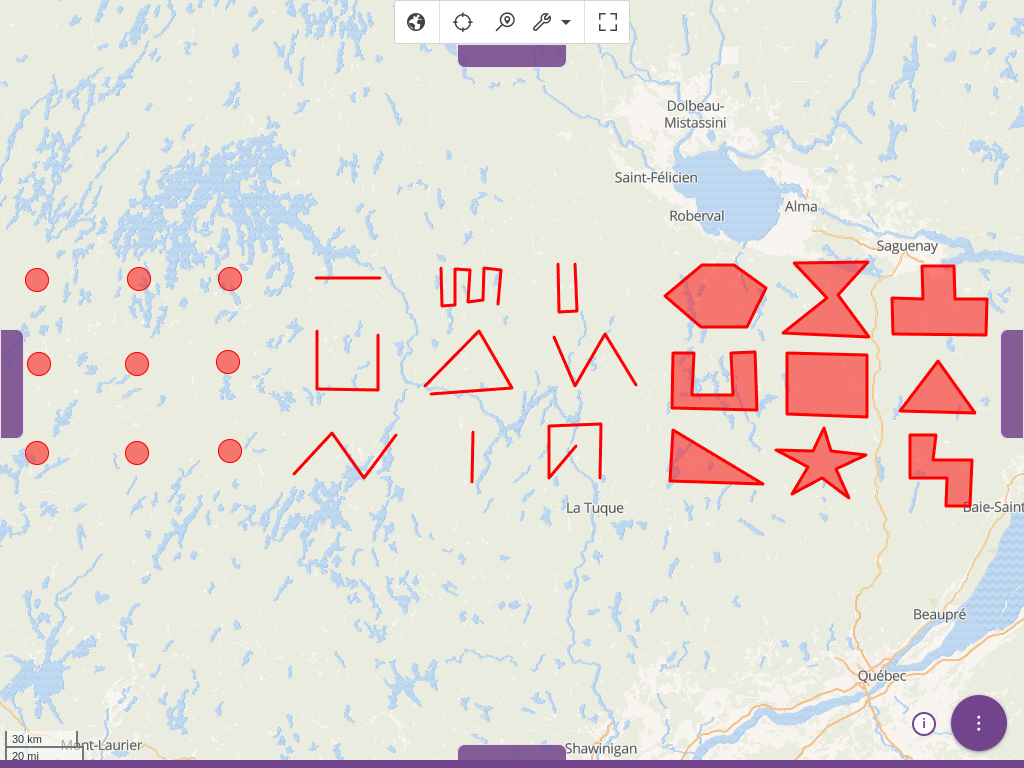 Dolbeau-
Mistassini
Saint-Félicien
Alma
Roberval
Saguenay
La Tuque
Baie-Saint
Beaupré
Québec
i
30 km
20 mi
Mont-Laurier
Shawinigan